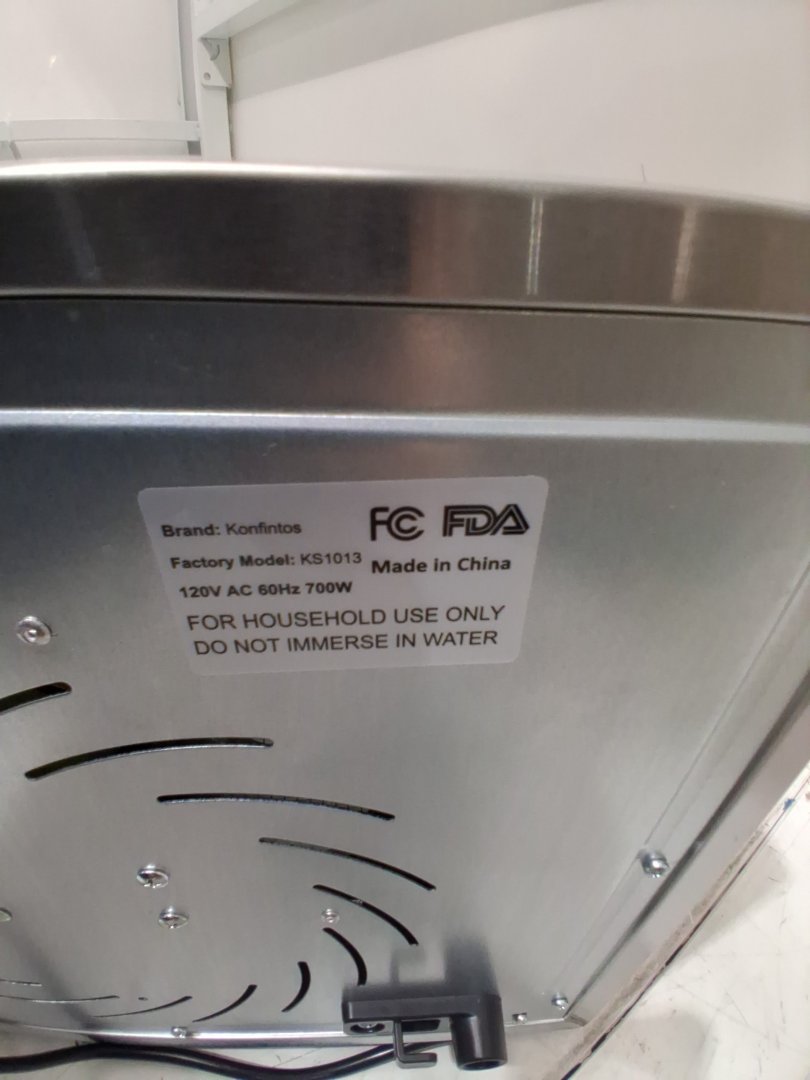 Brand: Konfintos
FC FDA
Factory Model: KS1013
Made in China
120V AC 60Hz 700W
FOR HOUSEHOLD USE ONLY
DO NOT IMMERSE IN WATER